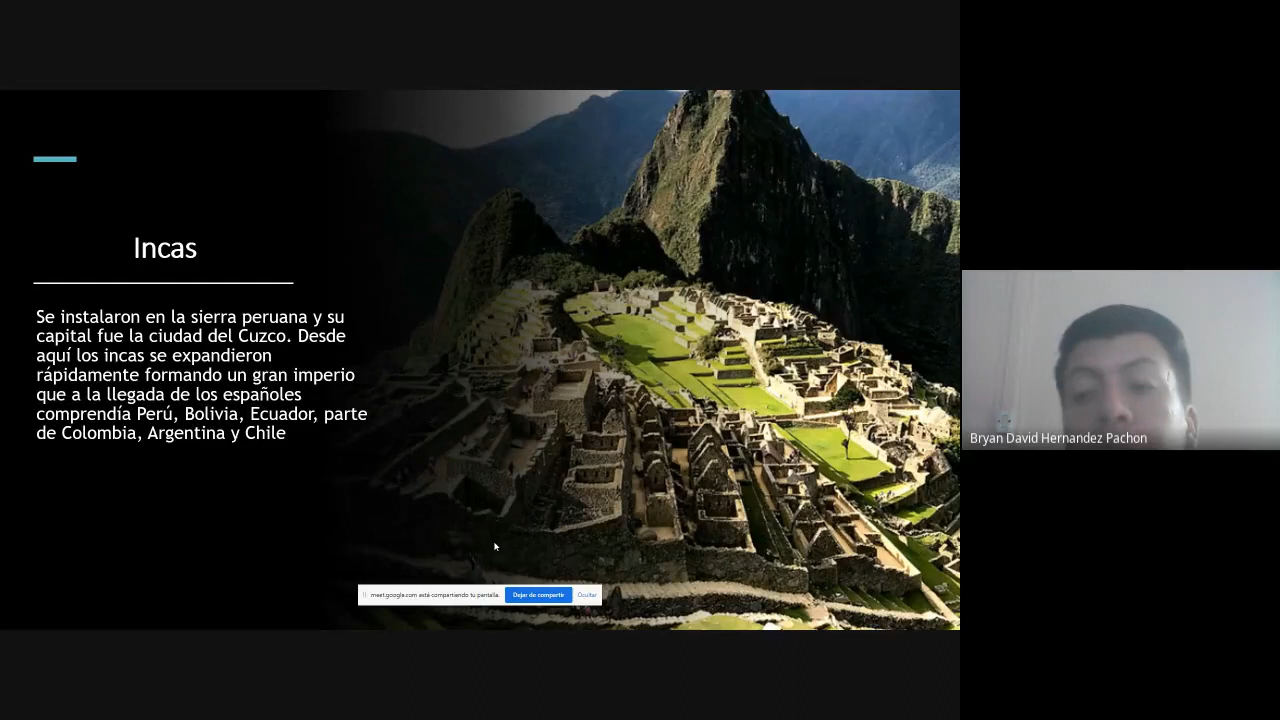 Incas
Se instalaron en la sierra peruana y su
capital fue la ciudad del Cuzco. Desde
aquí los incas se expandieron
rápidamente formando un gran imperio
que a la llegada de los españoles
comprendía Perú, Bolivia, Ecuador, parte
de Colombia, Argentina y Chile
meet.google.com está compartiendo tu pantalla.
Dejar de compartir
Ocultar
Bryan David Hernandez Pachon